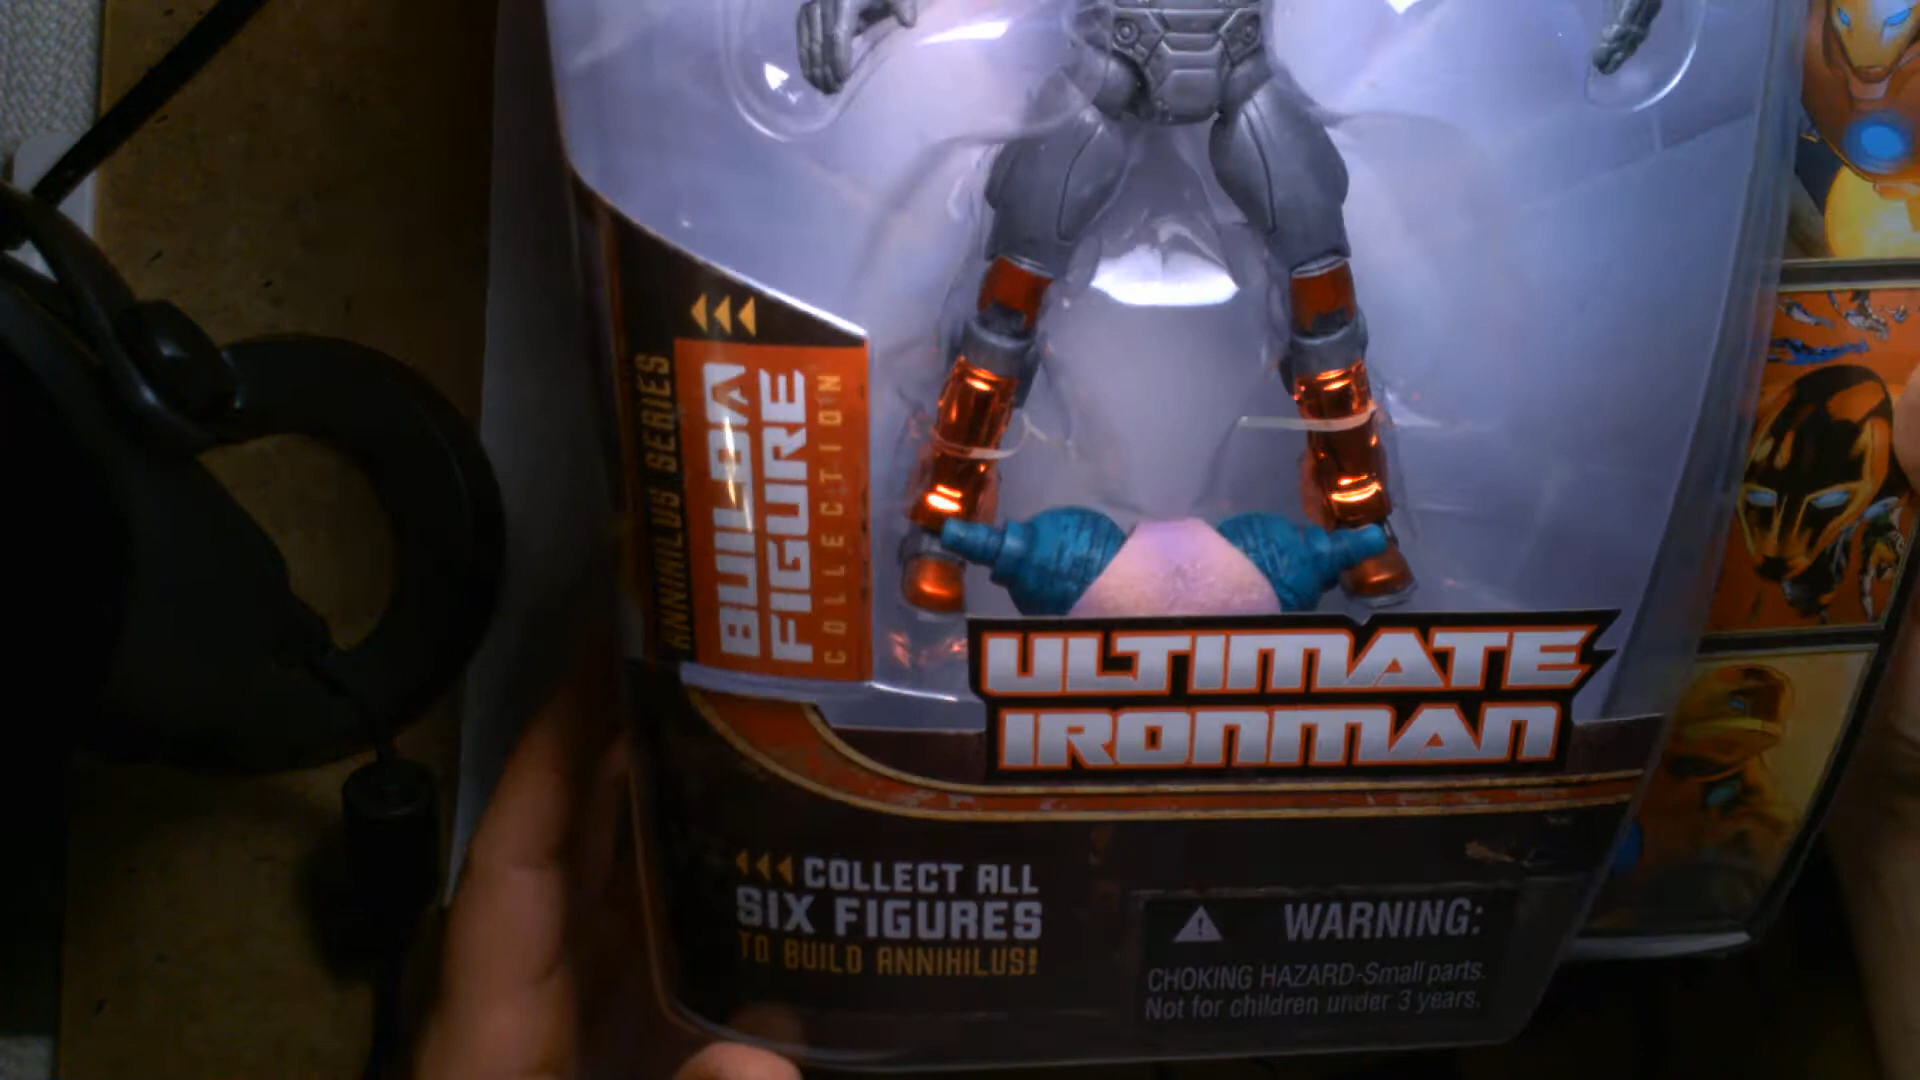 ANNIHILUS SERIES
BUILD A
FIGURE
COLLECTION
ULTIMATE
IRONMAN
COLLECT ALL
SIX FIGURES
TO BUILD ANNIHILUS!
WARNING:
CHOKING HAZARD-Small parts.
Not for children under 3 years.